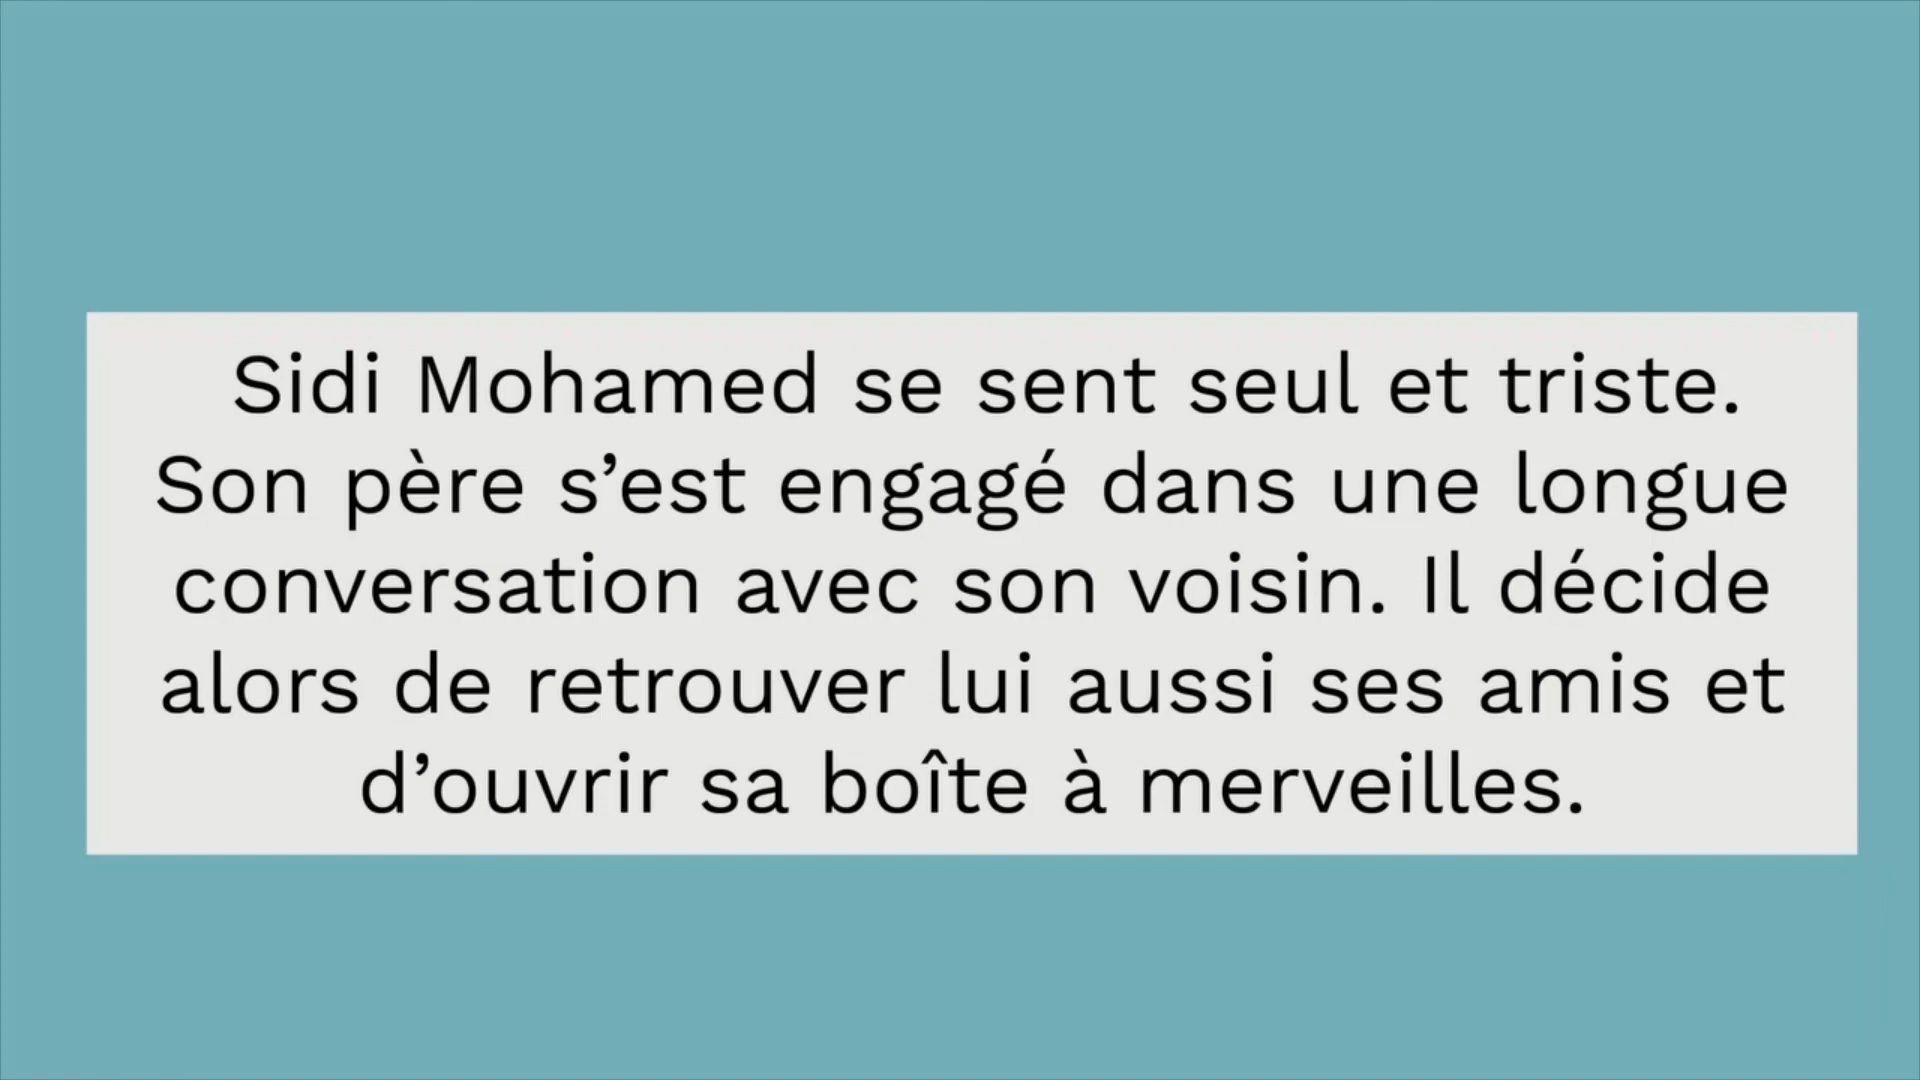 Sidi Mohamed se sent seul et triste.
Son père s’est engagé dans une longue
conversation avec son voisin. Il décide
alors de retrouver lui aussi ses amis et
d’ouvrir sa boîte à merveilles.